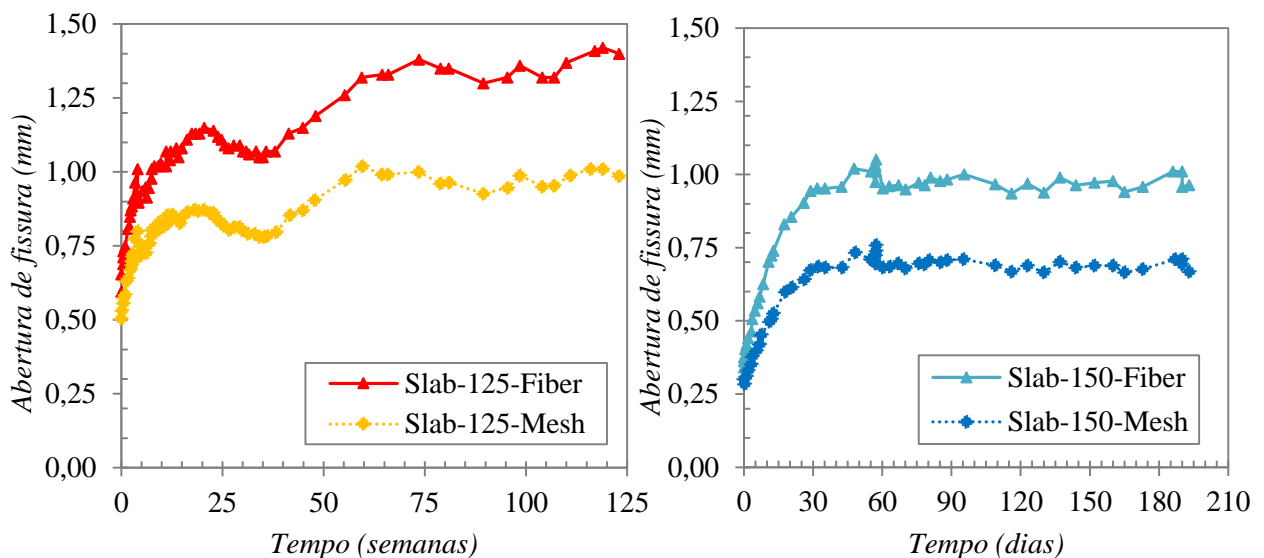 Abertura de fissura (mm)
1,50
1,25
1,00
0,75
0,50
0,25
0,00
Slab-125-Fiber
Slab-125-Mesh
0 25 50 75 100 125
Tempo (semanas)
Abertura de fissura (mm)
1,50
1,25
1,00
0,75
0,50
0,25
0,00
Slab-150-Fiber
Slab-150-Mesh
0 30 60 90 120 150 180 210
Tempo (dias)